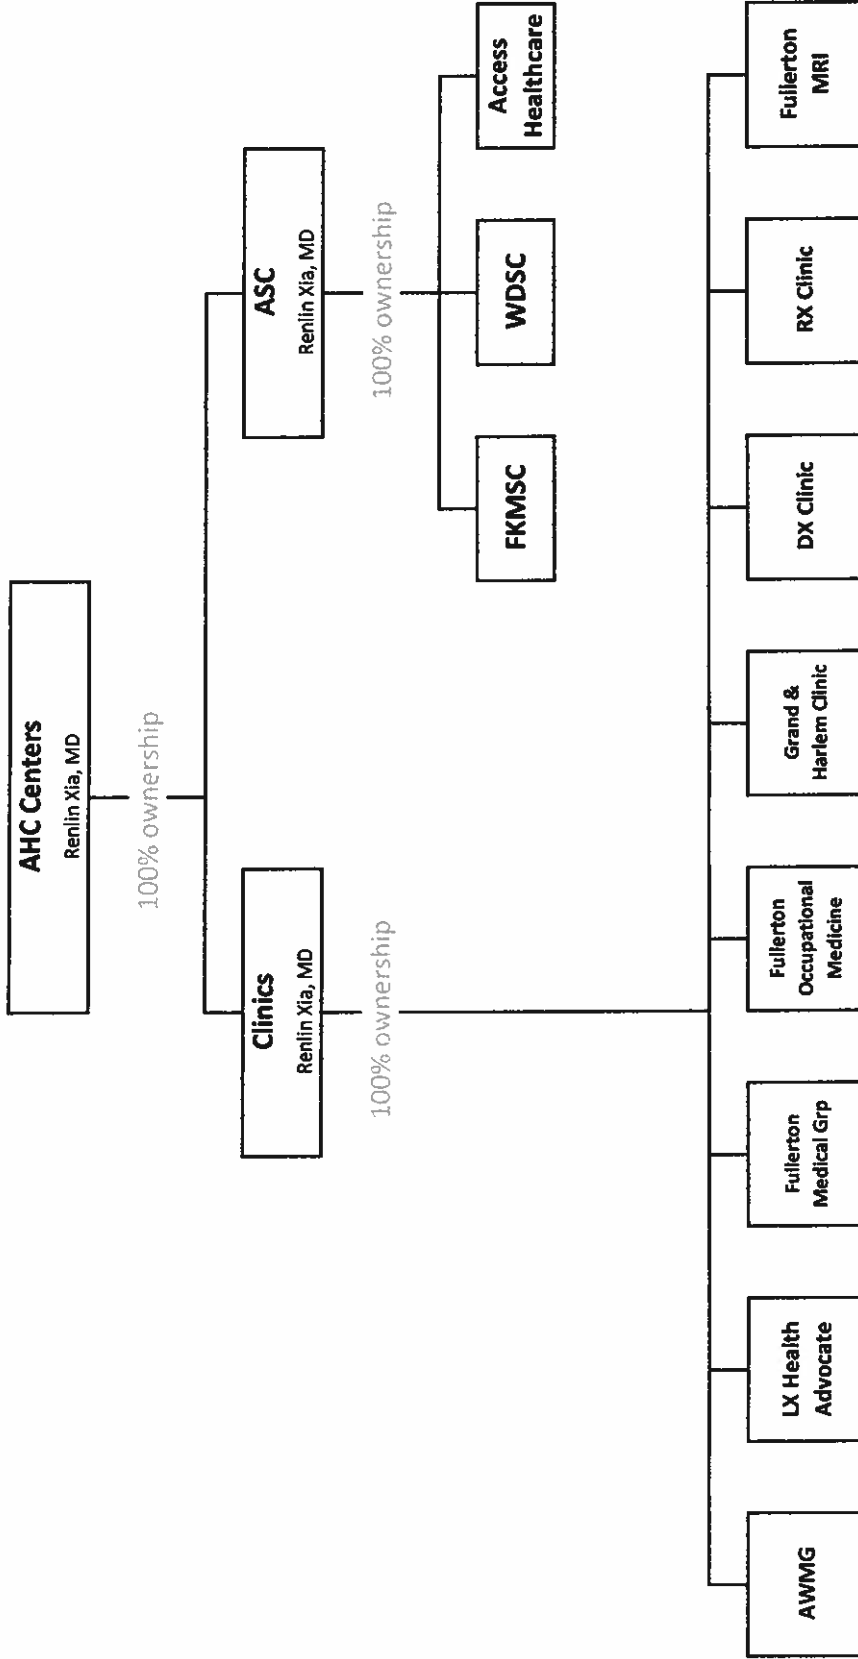 AHC Centers
Renlin Xia, MD
100% ownership
Clinics
Renlin Xia, MD
100% ownership
ASC
Renlin Xia, MD
100% ownership
FKMSC
WDSC
Access
Healthcare
AWMG
LX Health
Advocate
Fullerton
Medical Grp
Fullerton
Occupational
Medicine
Grand &
Harlem Clinic
DX Clinic
RX Clinic
Fullerton
MRI